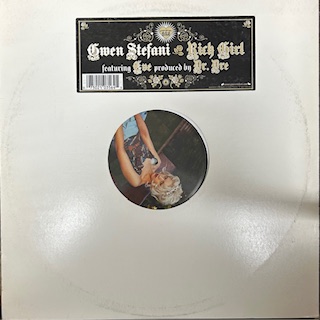 Gwen Stefani Rich Girl
featuring Eve produced by Dr. Dre